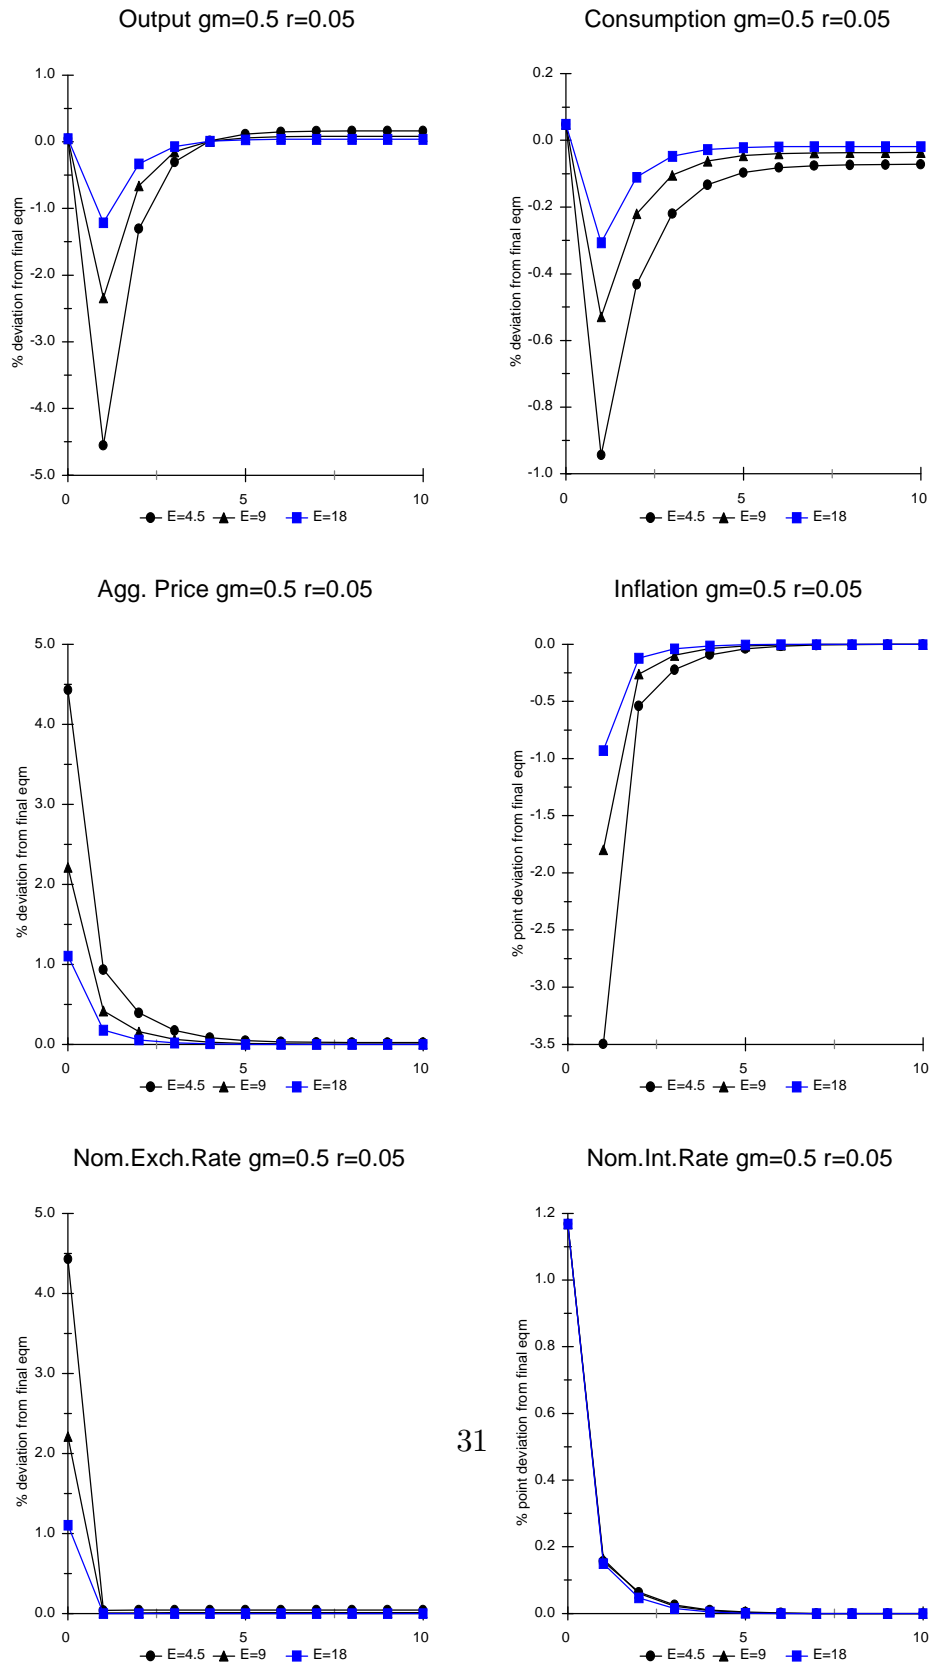 Output gm=0.5 r=0.05
% deviation from final eqm
1.0
0.0
-1.0
-2.0
-3.0
-4.0
-5.0
0 5 10
E=4.5 E=9 E=18
Consumption gm=0.5 r=0.05
% deviation from final eqm
0.2
0.0
-0.2
-0.4
-0.6
-0.8
-1.0
0 5 10
E=4.5 E=9 E=18
Agg. Price gm=0.5 r=0.05
% deviation from final eqm
5.0
4.0
3.0
2.0
1.0
0.0
0 5 10
E=4.5 E=9 E=18
Inflation gm=0.5 r=0.05
% point deviation from final eqm
0.0
-0.5
-1.0
-1.5
-2.0
-2.5
-3.0
-3.5
0 5 10
E=4.5 E=9 E=18
Nom.Exch.Rate gm=0.5 r=0.05
% deviation from final eqm
5.0
4.0
3.0
2.0
1.0
0.0
0 5 10
E=4.5 E=9 E=18
Nom.Int.Rate gm=0.5 r=0.05
% point deviation from final eqm
1.2
1.0
0.8
0.6
0.4
0.2
0.0
0 5 10
E=4.5 E=9 E=18
31